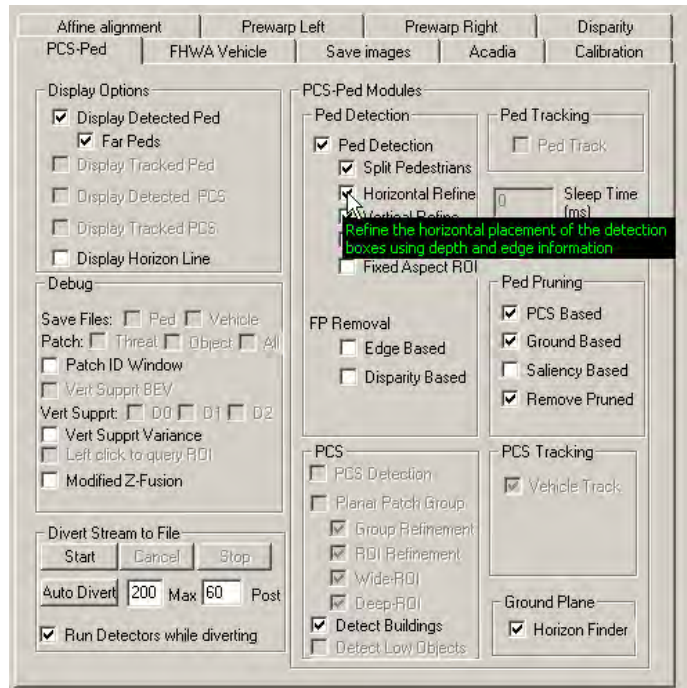 Affine alignment Prewarp Left Prewarp Right Disparity
PCS-Ped FHWA Vehicle Save images Acadia Calibration
Display Options
Display Detected Ped
Far Peds
Display Tracked Ped
Display Detected PCS
Display Tracked PCS
Display Horizon Line
Debug
Save Files: Ped Vehicle
Patch: Threat Object All
Patch ID Window
Vert Supprt BEV
Vert Supprt: D0 D1 D2
Vert Supprt Variance
Left click to query ROI
Modified Z-Fusion
Divert Stream to File
Start Cancel Stop
Auto Divert 200 Max 60 Post
Run Detectors while diverting
PCS-Ped Modules
Ped Detection
Ped Detection
Split Pedestrians
Horizontal Refine
Vertical Refine
Refine the horizontal placement of the detection
boxes using depth and edge information
Fixed Aspect ROI
FP Removal
Edge Based
Disparity Based
Ped Tracking
Ped Track
0 Sleep Time
(ms)
Ped Pruning
PCS Based
Ground Based
Saliency Based
Remove Pruned
PCS
PCS Detection
Planar Patch Group
Group Refinement
ROI Refinement
Wide-ROI
Deep-ROI
Detect Buildings
Detect Low Objects
PCS Tracking
Vehicle Track
Ground Plane
Horizon Finder